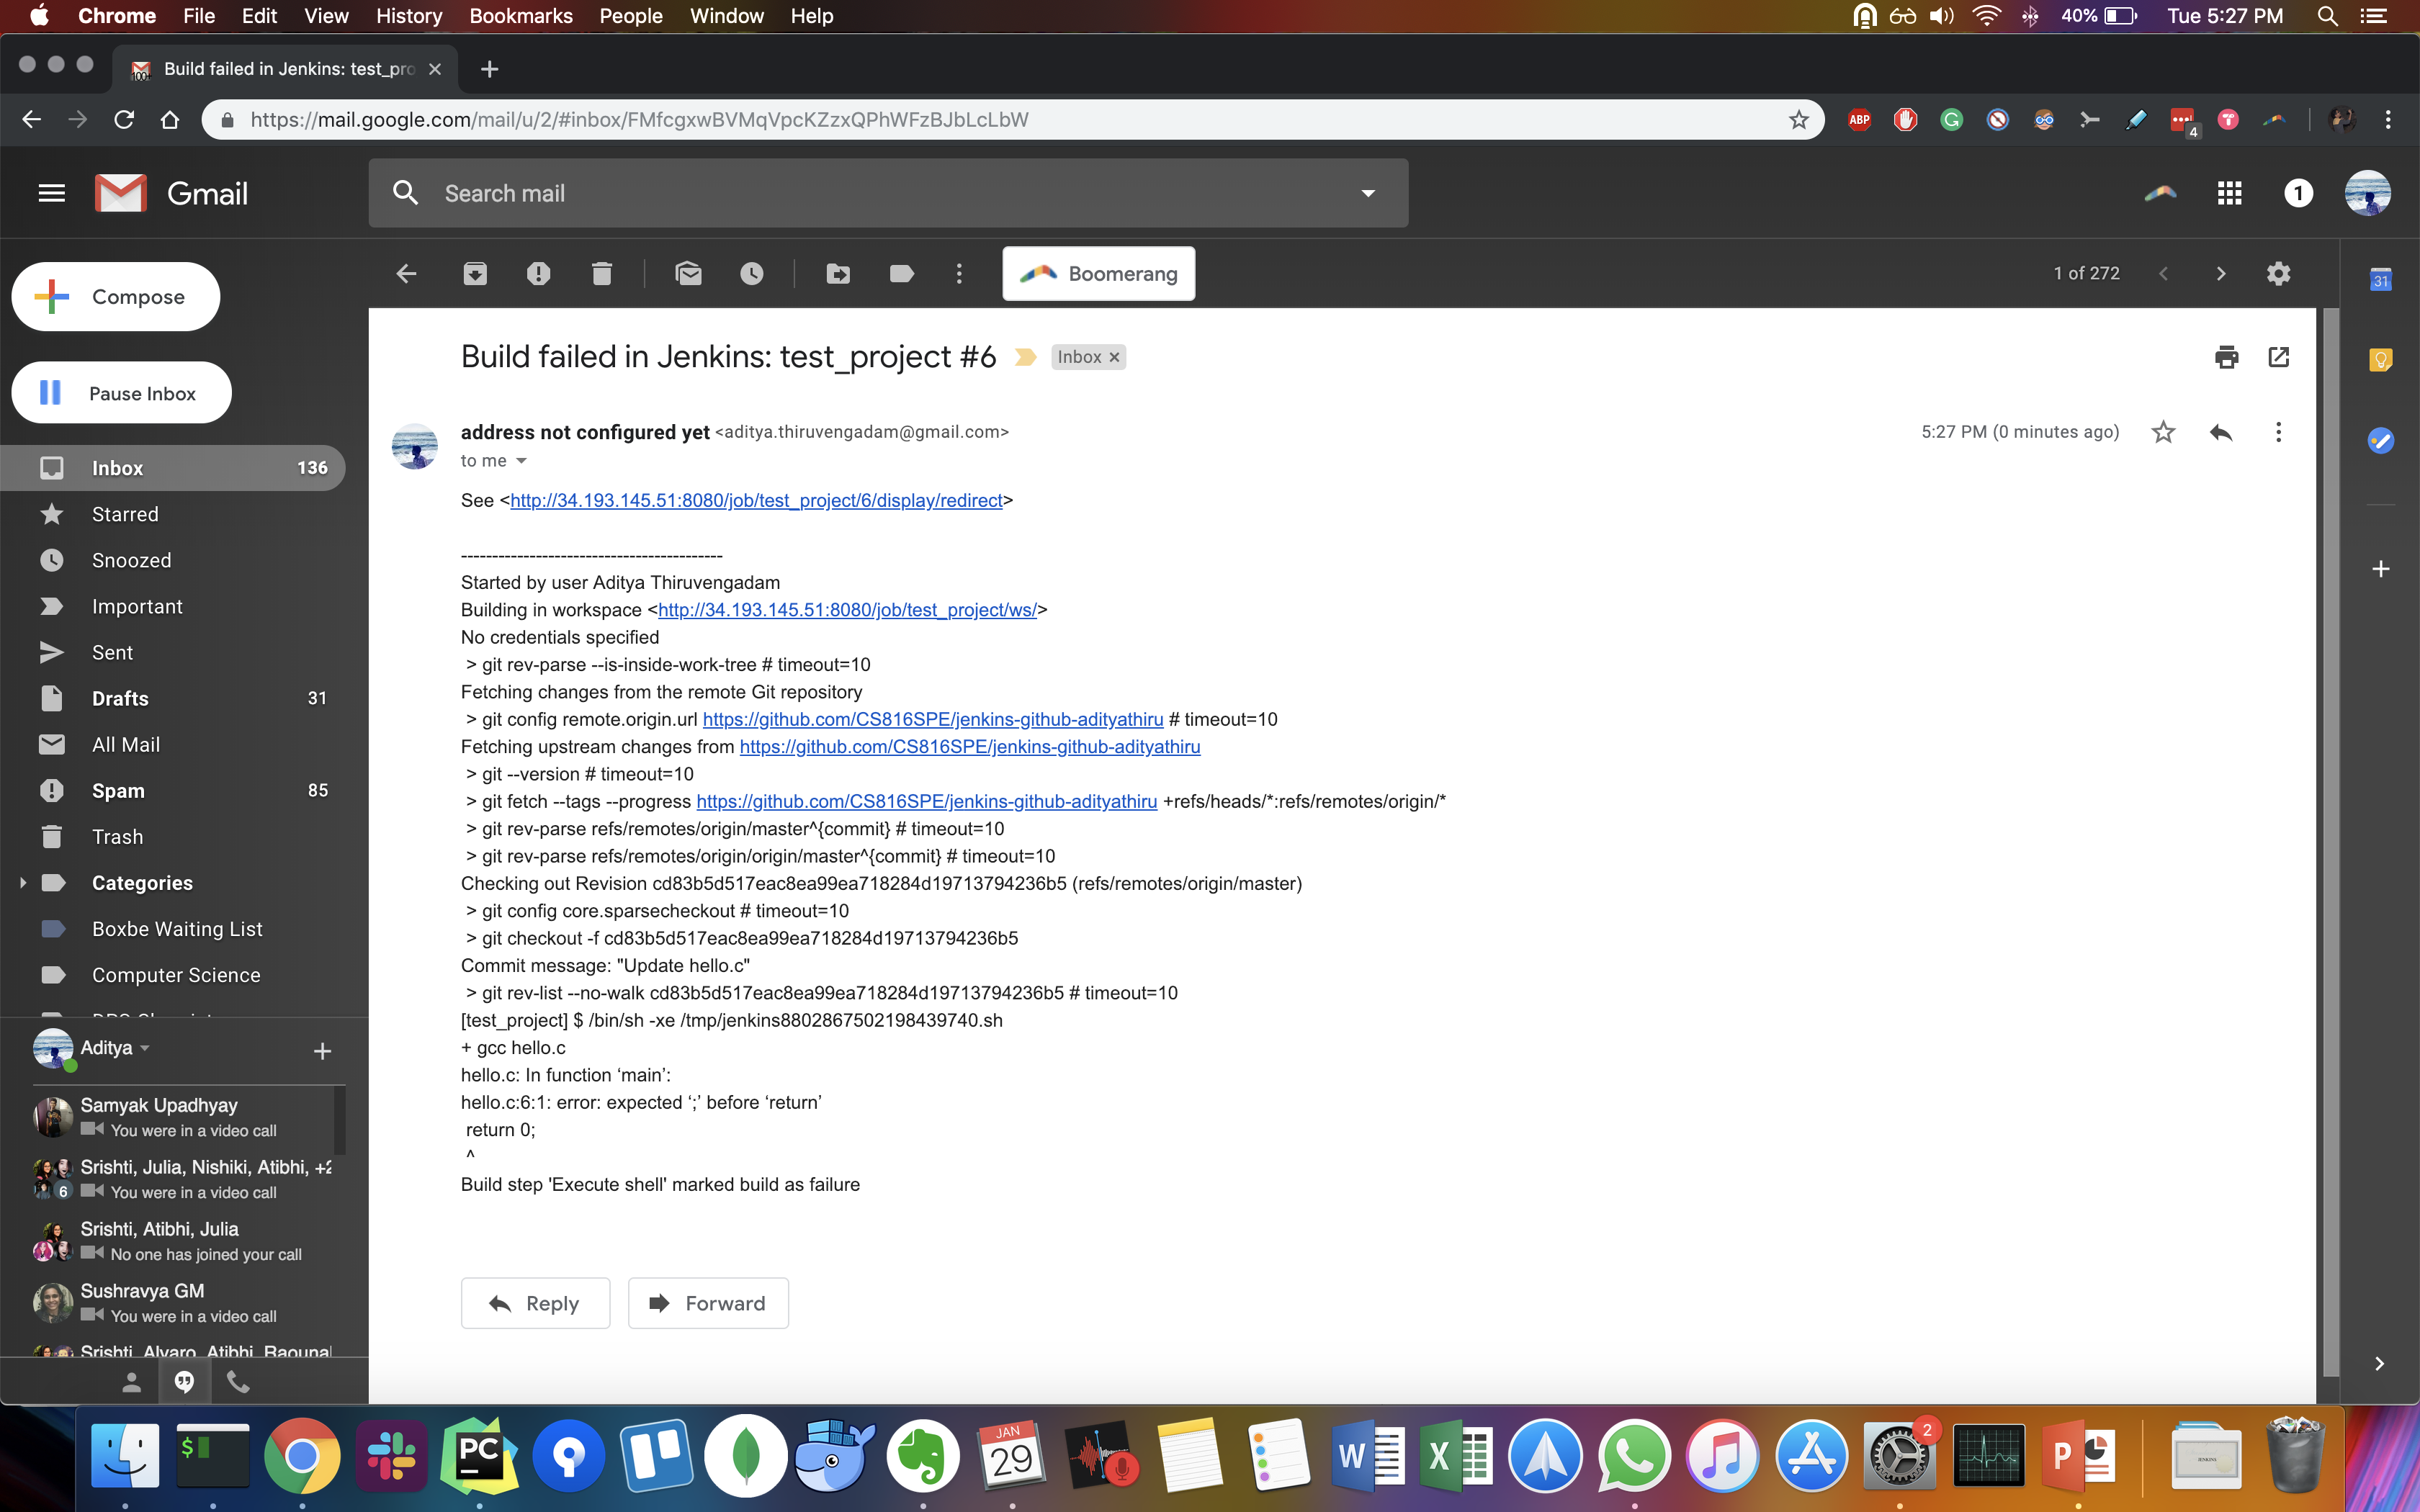 Chrome File Edit View History Bookmarks People Window Help 40% Tue 5:27 PM
100+ Build failed in Jenkins: test_pro
https://mail.google.com/mail/u/2/#inbox/FMfcgxwBVMqVpcKZzxQPhWFzBJbLcLbW ABP 4
Gmail Search mail 1
Compose Boomerang 1 of 272 31
Pause Inbox
Inbox 136
Starred
Snoozed
Important
Sent
Drafts 31
All Mail
Spam 85
Trash
Categories
Boxbe Waiting List
Computer Science
Aditya
Samyak Upadhyay
You were in a video call
Srishti, Julia, Nishiki, Atibhi, +2
6 You were in a video call
Srishti, Atibhi, Julia
No one has joined your call
Sushravya GM
You were in a video call
Srishti, Alvaro, Atibhi,
Build failed in Jenkins: test_project #6 Inbox ×
address not configured yet <aditya.thiruvengadam@gmail.com> 5:27 PM (0 minutes ago)
to me
See <http://34.193.145.51:8080/job/test_project/6/display/redirect>
------------------------------------------
Started by user Aditya Thiruvengadam
Building in workspace <http://34.193.145.51:8080/job/test_project/ws/>
No credentials specified
> git rev-parse --is-inside-work-tree # timeout=10
Fetching changes from the remote Git repository
> git config remote.origin.url https://github.com/CS816SPE/jenkins-github-adityathiru # timeout=10
Fetching upstream changes from https://github.com/CS816SPE/jenkins-github-adityathiru
> git --version # timeout=10
> git fetch --tags --progress https://github.com/CS816SPE/jenkins-github-adityathiru +refs/heads/*:refs/remotes/origin/*
> git rev-parse refs/remotes/origin/master^{commit} # timeout=10
> git rev-parse refs/remotes/origin/origin/master^{commit} # timeout=10
Checking out Revision cd83b5d517eac8ea99ea718284d19713794236b5 (refs/remotes/origin/master)
> git config core.sparsecheckout # timeout=10
> git checkout -f cd83b5d517eac8ea99ea718284d19713794236b5
Commit message: "Update hello.c"
> git rev-list --no-walk cd83b5d517eac8ea99ea718284d19713794236b5 # timeout=10
[test_project] $ /bin/sh -xe /tmp/jenkins8802867502198439740.sh
+ gcc hello.c
hello.c: In function ‘main’:
hello.c:6:1: error: expected ‘;’ before ‘return’
return 0;
^
Build step 'Execute shell' marked build as failure
Reply Forward
$ PC JAN 29 W X 2 P JENKINS